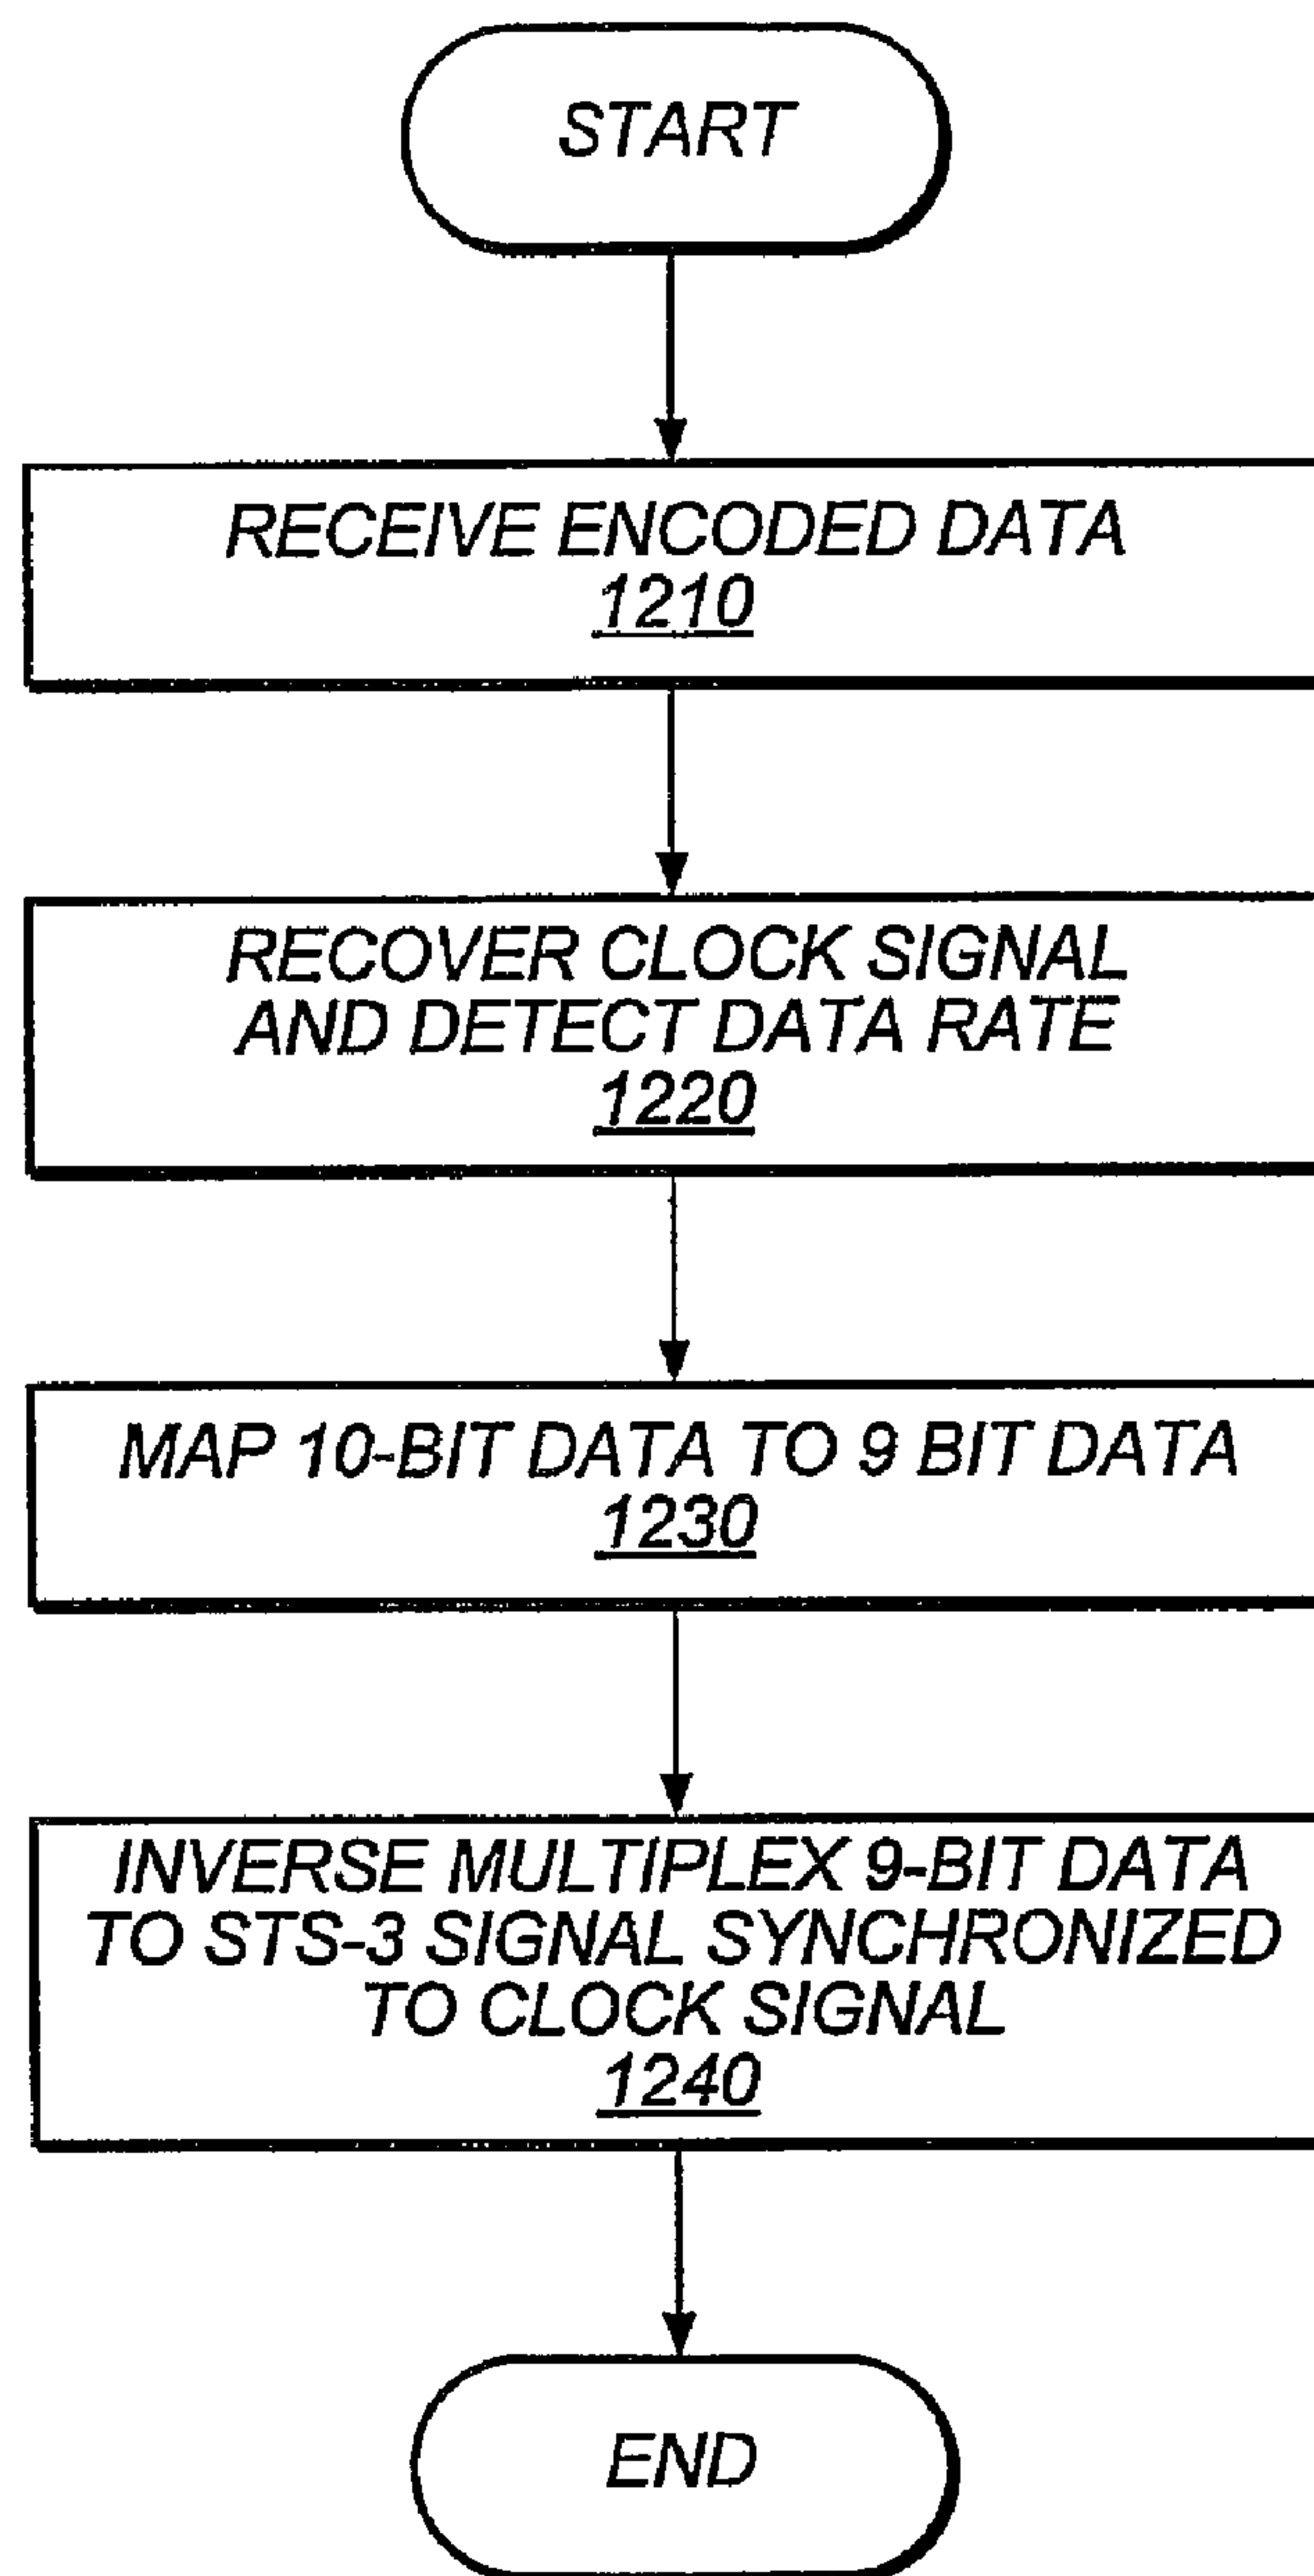 START
RECEIVE ENCODED DATA
1210
RECOVER CLOCK SIGNAL
AND DETECT DATA RATE
1220
MAP 10-BIT DATA TO 9 BIT DATA
1230
INVERSE MULTIPLEX 9-BIT DATA
TO STS-3 SIGNAL SYNCHRONIZED
TO CLOCK SIGNAL
1240
END